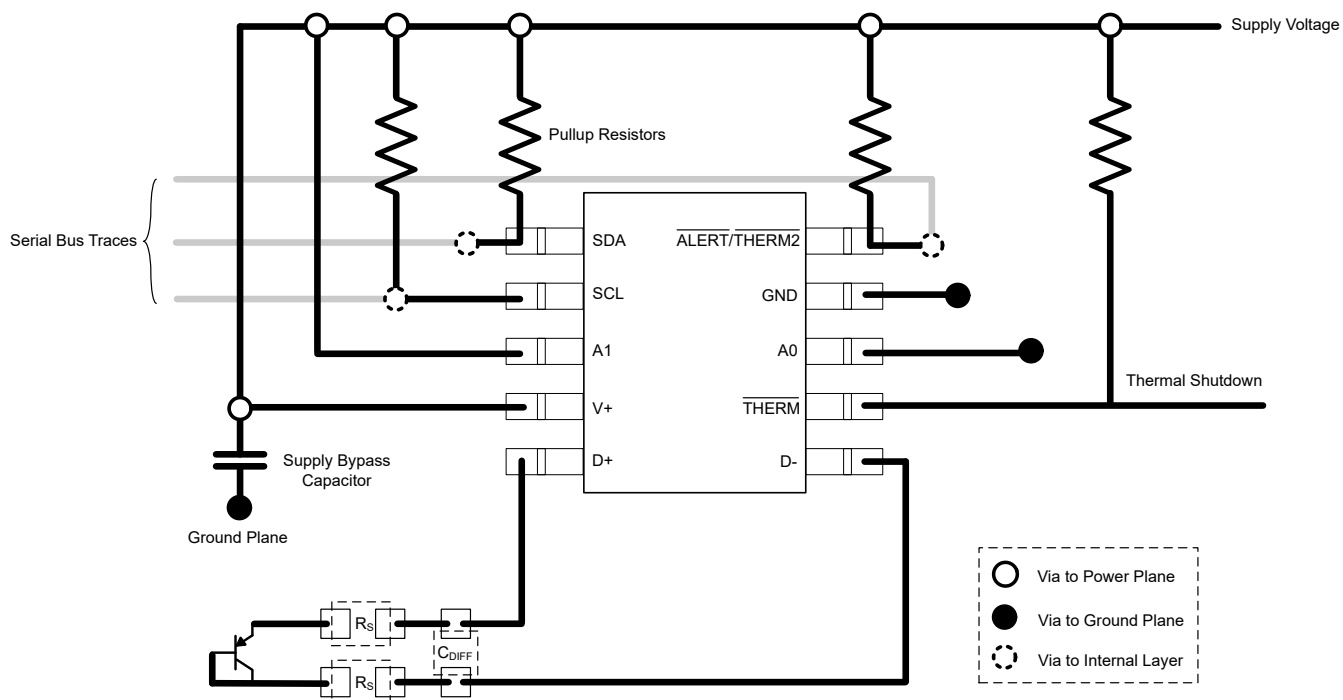 Supply Voltage
Pullup Resistors
Serial Bus Traces
SDA
ALERT/THERM2
SCL
GND
A1
A0
Thermal Shutdown
V+
THERM
D+
D-
Supply Bypass
Capacitor
Ground Plane
Via to Power Plane
Via to Ground Plane
Via to Internal Layer
RS
CDIFF
RS